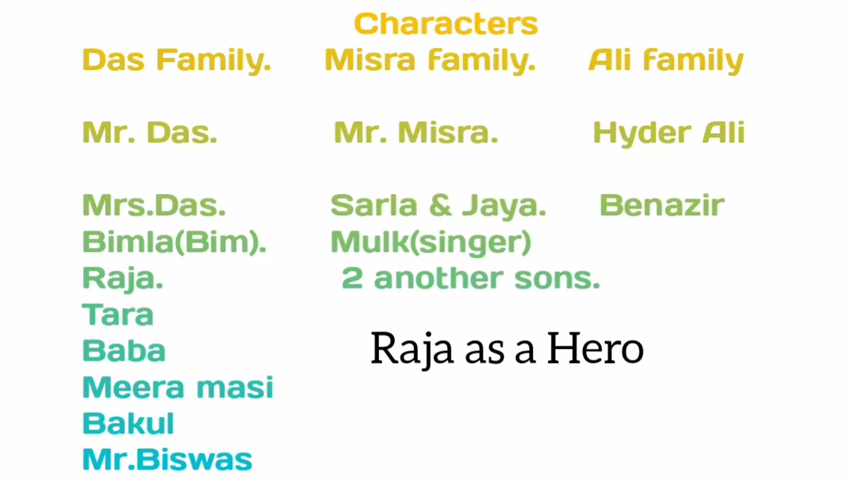 Characters
Das Family. Misra family. Ali family
Mr. Das. Mr. Misra. Hyder Ali
Mrs.Das. Sarla & Jaya. Benazir
Bimla(Bim). Mulk(singer)
Raja. 2 another sons.
Tara
Raja as a Hero
Baba
Meera masi
Bakul
Mr.Biswas